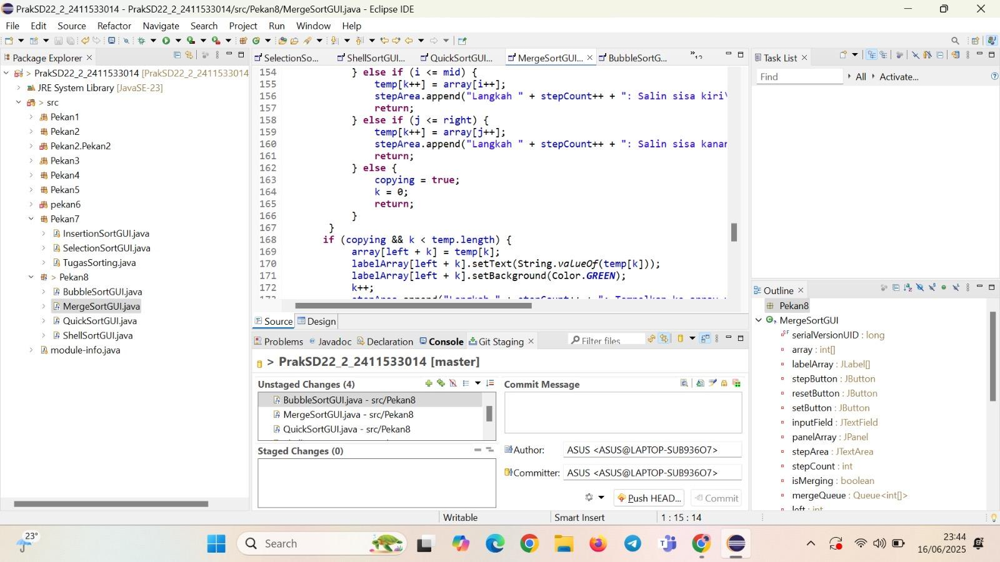 PrakSD22_2_2411533014 - PrakSD22_2_2411533014/src/Pekan8/MergeSortGUI.java - Eclipse IDE
File Edit Source Refactor Navigate Search Project Run Window Help
Package Explorer
> PrakSD22_2_2411533014 [PrakSD22_2_2411533014
JRE System Library [JavaSE-23]
> src
Pekan1
Pekan2
Pekan2.Pekan2
Pekan3
Pekan4
Pekan5
pekan6
Pekan7
InsertionSortGUI.java
SelectionSortGUI.java
TugasSorting.java
> Pekan8
BubbleSortGUI.java
MergeSortGUI.java
QuickSortGUI.java
ShellSortGUI.java
module-info.java
SelectionSo... ShellSortGUI... QuickSortGUI... MergeSortGUI... BubbleSortG... »12
154 } else if (i <= mid) {
155 temp[k++] = array[i++];
156 stepArea.append("Langkah " + stepCount++ + ": Salin sisa kiri\
157 return;
158 } else if (j <= right) {
159 temp[k++] = array[j++];
160 stepArea.append("Langkah " + stepCount++ + ": Salin sisa kanan
161 return;
162 } else {
163 copying = true;
164 k = 0;
165 return;
166 }
167 }
168 if (copying && k < temp.length) {
169 array[left + k] = temp[k];
170 labelArray[left + k].setText(String.valueOf(temp[k]));
171 labelArray[left + k].setBackground(Color.GREEN);
172 k++;
173 stepArea.append("Langkah " + stepCount++ + ": Tempelkan ke array
Source Design
Problems Javadoc Declaration Console Git Staging
Filter files
> PrakSD22_2_2411533014 [master]
Unstaged Changes (4)
BubbleSortGUI.java - src/Pekan8
MergeSortGUI.java - src/Pekan8
QuickSortGUI.java - src/Pekan8
Staged Changes (0)
Commit Message
Author: ASUS <ASUS@LAPTOP-SUB936O7>
Committer: ASUS <ASUS@LAPTOP-SUB936O7>
Push HEAD... Commit
Task List
Find All Activate...
Outline
Pekan8
MergeSortGUI
serialVersionUID : long
array : int[]
labelArray : JLabel[]
stepButton : JButton
resetButton : JButton
setButton : JButton
inputField : JTextField
panelArray : JPanel
stepArea : JTextArea
stepCount : int
isMerging : boolean
mergeQueue : Queue<int[]>
left : int
Writable Smart Insert 1 : 15 : 14
23°
Search
23:44
16/06/2025